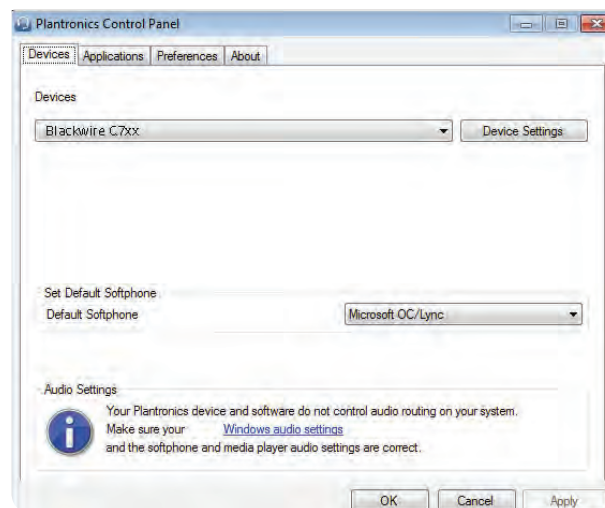 Plantronics Control Panel
Devices Applications Preferences About
Devices
Blackwire C7xx Device Settings
Set Default Softphone
Default Softphone Microsoft OC/Lync
Audio Settings
Your Plantronics device and software do not control audio routing on your system.
Make sure your Windows audio settings
and the softphone and media player audio settings are correct.
OK Cancel Apply